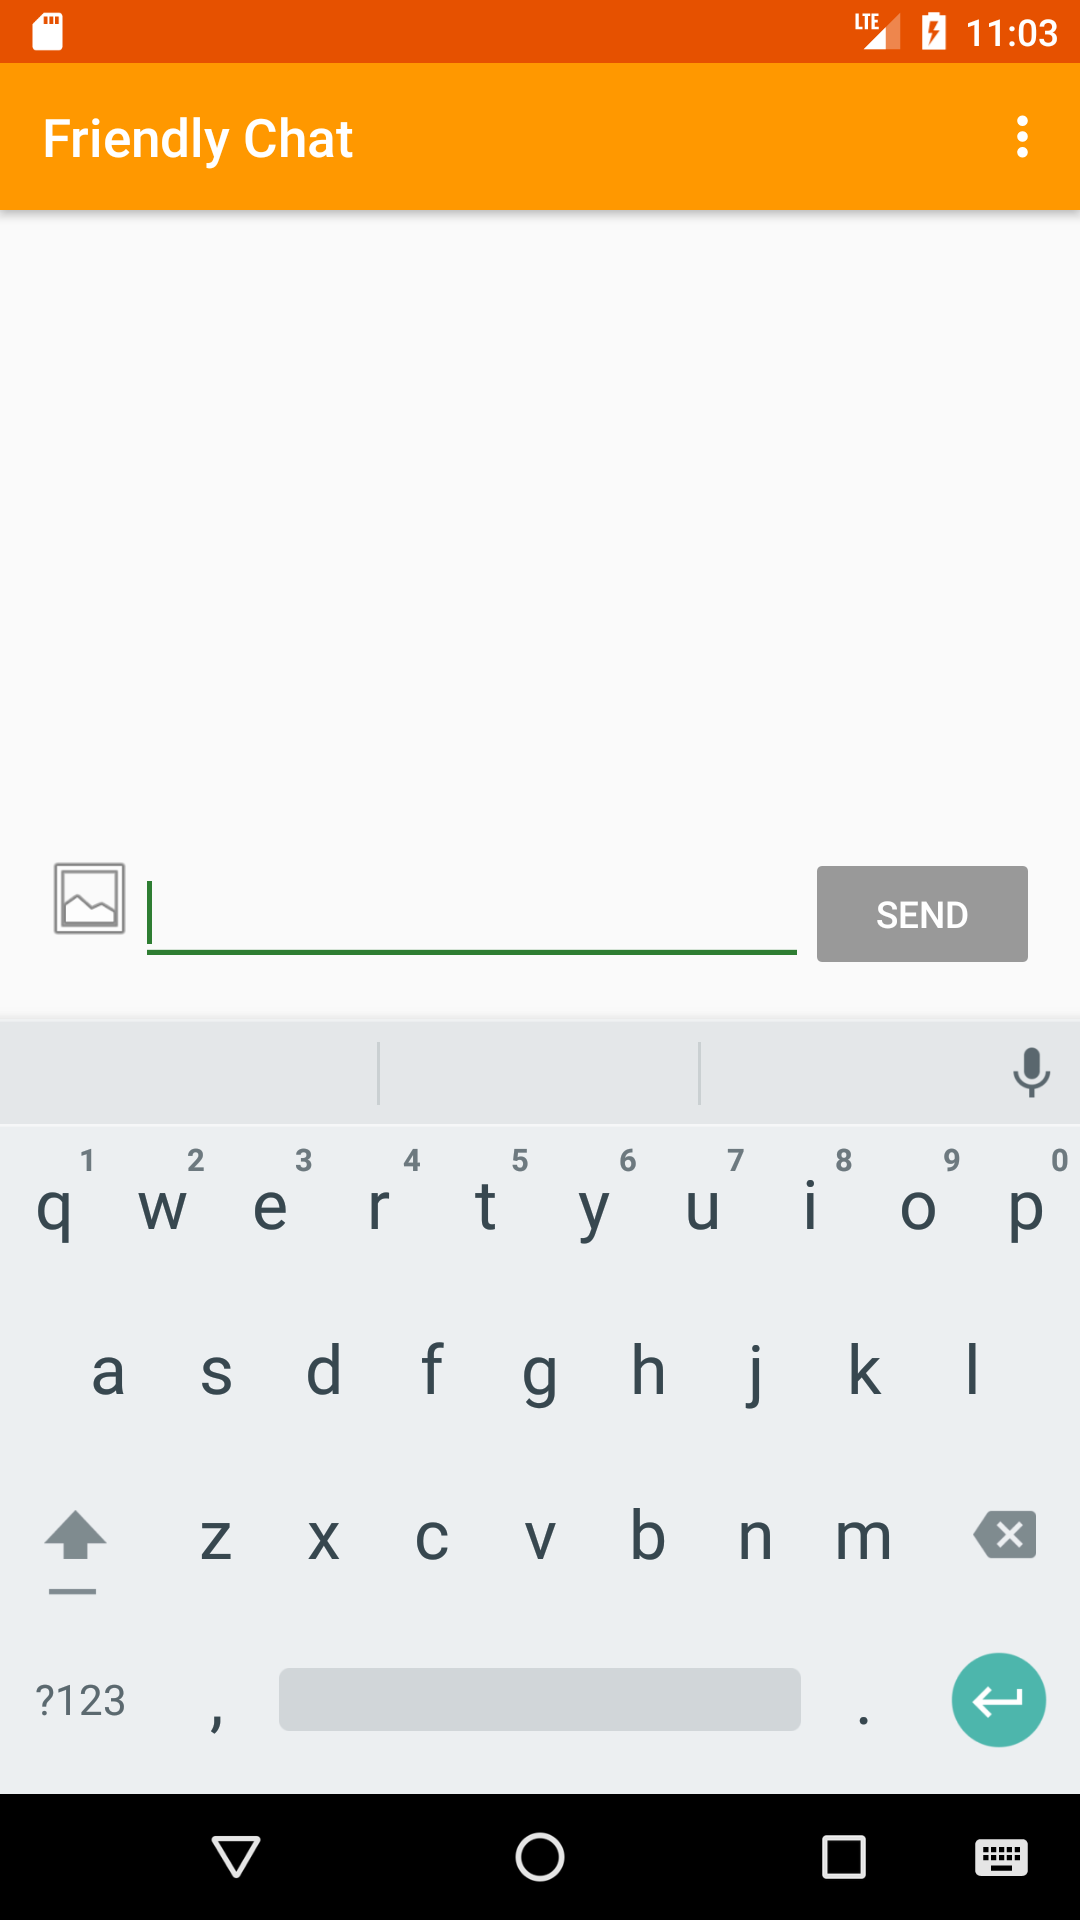 LTE 11:03
Friendly Chat
SEND
1 2 3 4 5 6 7 8 9 0
q w e r t y u i o p
a s d f g h j k l
z x c v b n m
?123 , .